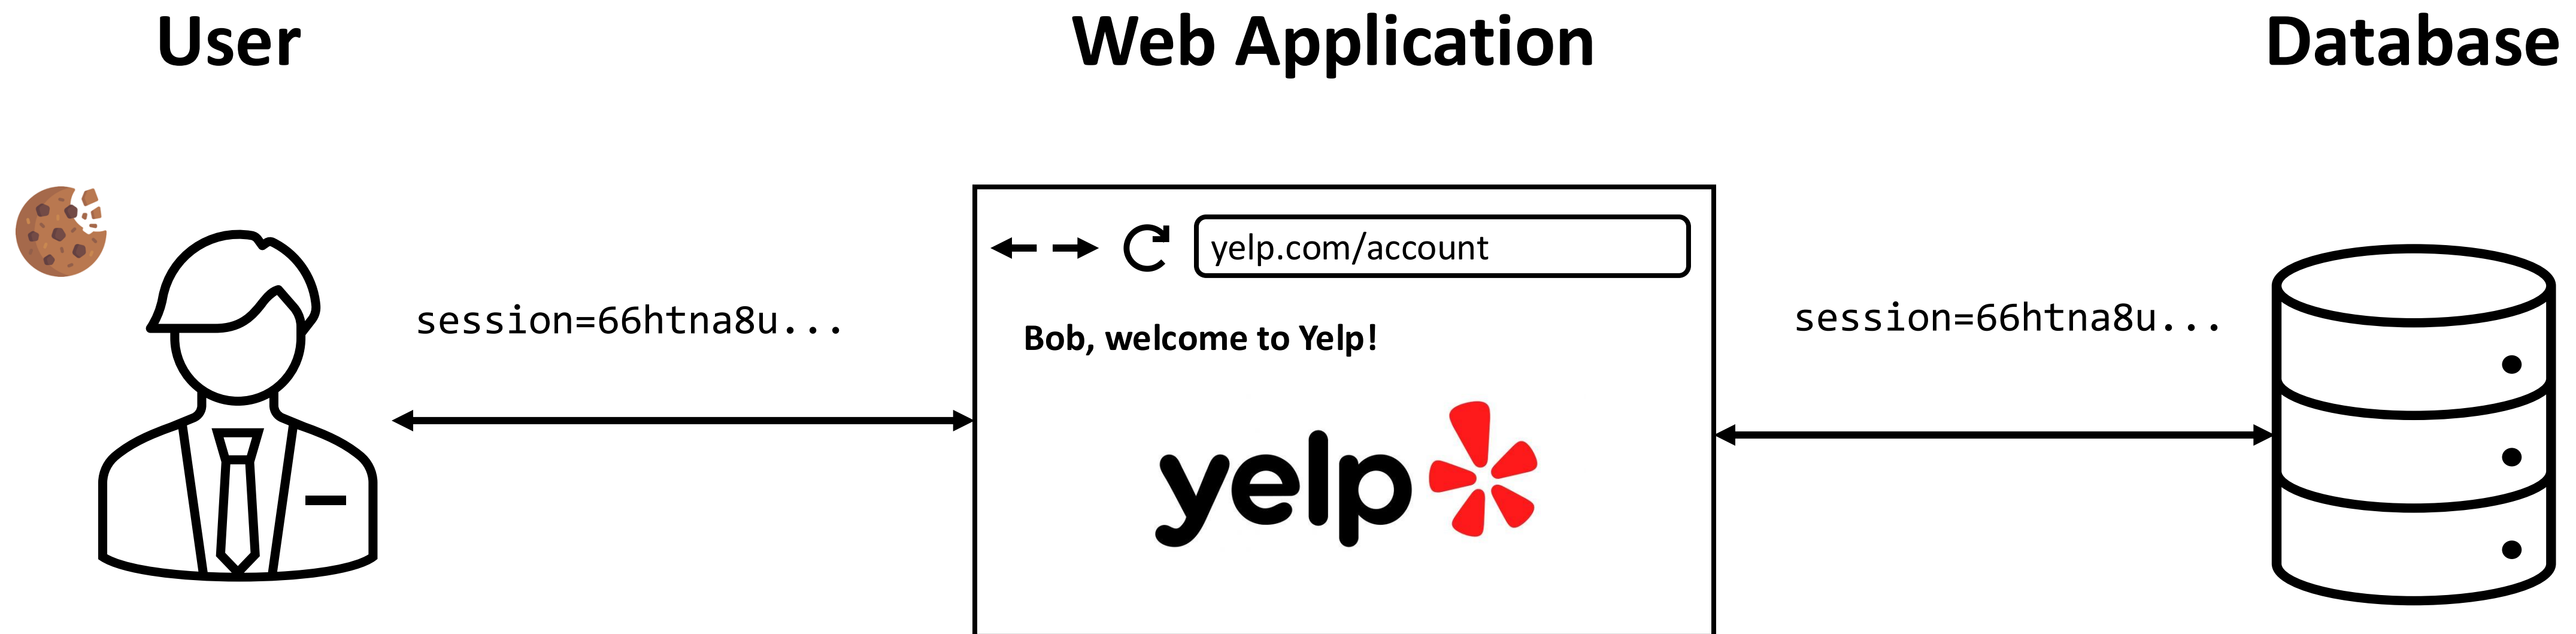 User
Web Application
Database
yelp.com/account
session=66htna8u...
Bob, welcome to Yelp!
session=66htna8u...
yelp